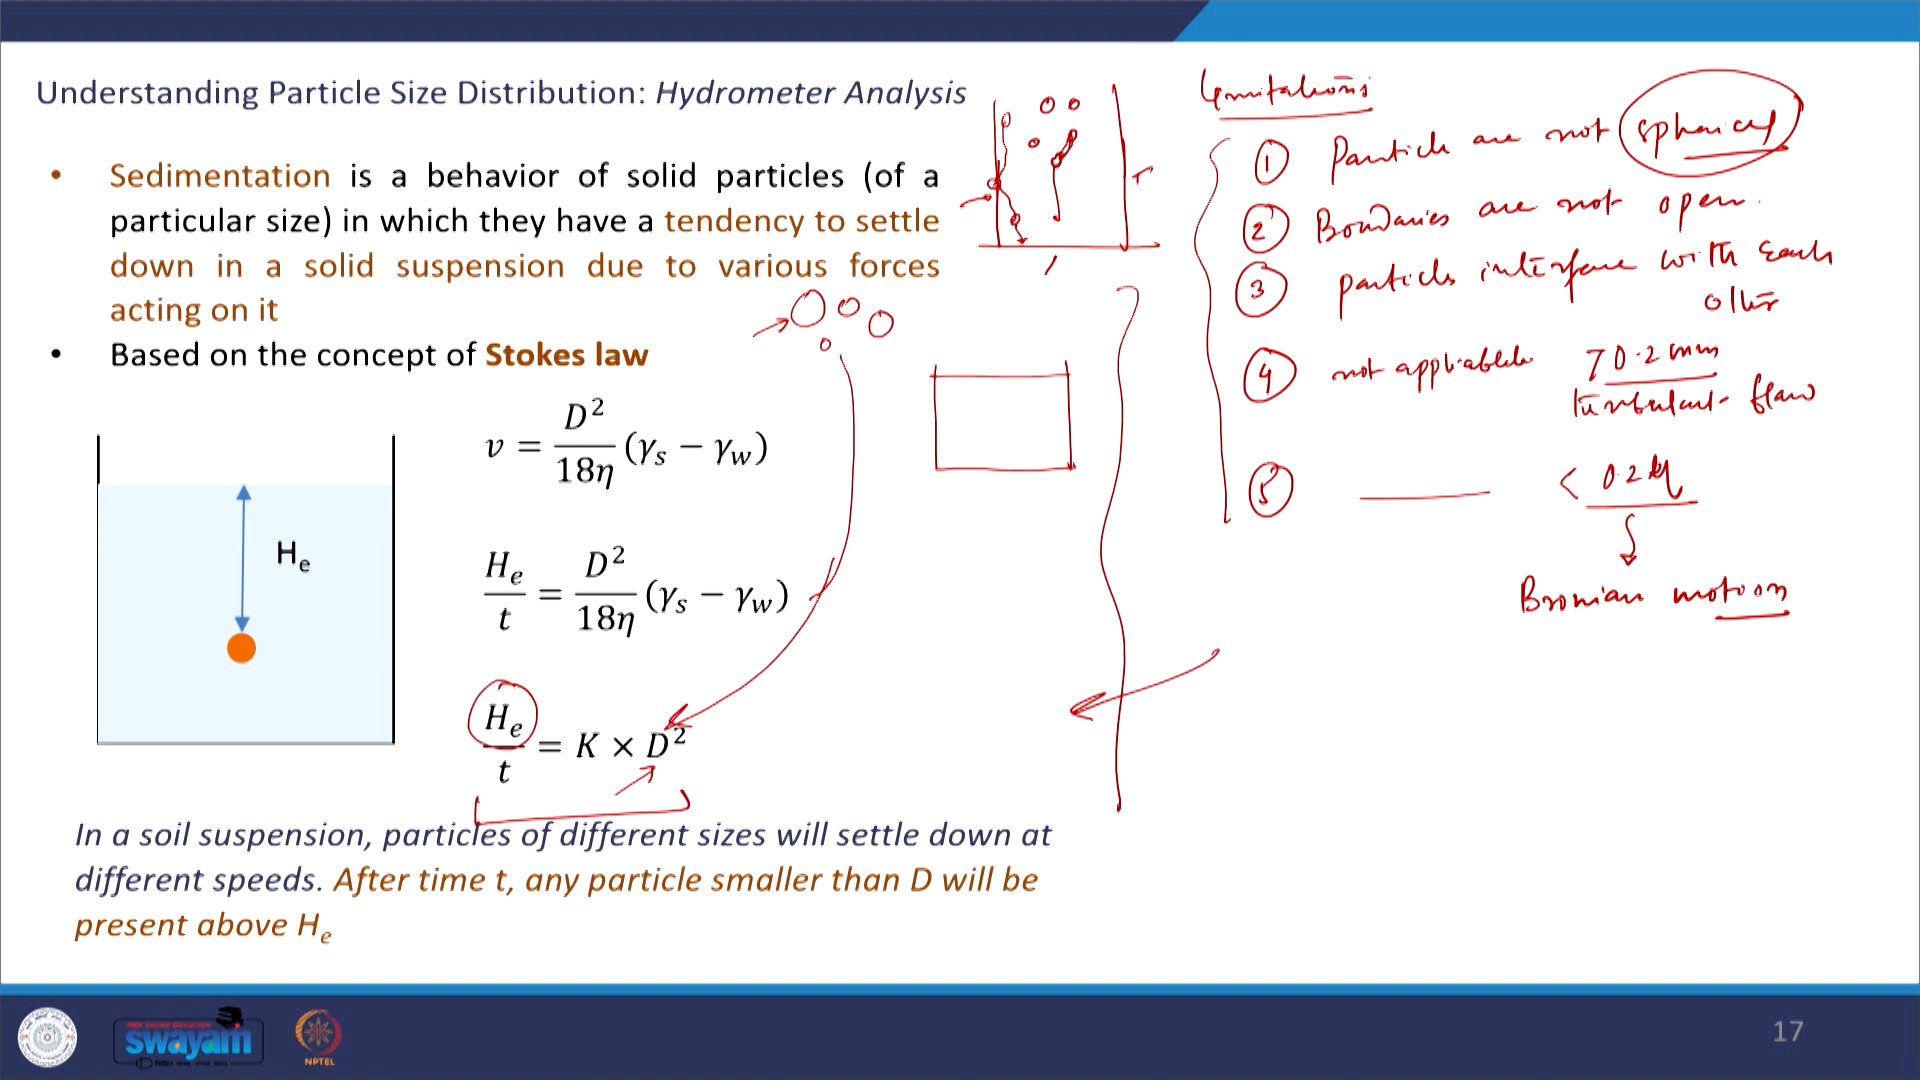 Understanding Particle Size Distribution: Hydrometer Analysis
• Sedimentation is a behavior of solid particles (of a
particular size) in which they have a tendency to settle
down in a solid suspension due to various forces
acting on it
• Based on the concept of Stokes law
v = D²/18η (γs − γw)
He/t = D²/18η (γs − γw)
He/t = K × D²
He
In a soil suspension, particles of different sizes will settle down at
different speeds. After time t, any particle smaller than D will be
present above He
Limitations
① Particle are not spherical
② Boundaries are not open.
③ particles interfere with each
other
④ not applicable > 0.2 mm
turbulent flow
⑤ < 0.2
Bronian motion
swayam
NPTEL
17